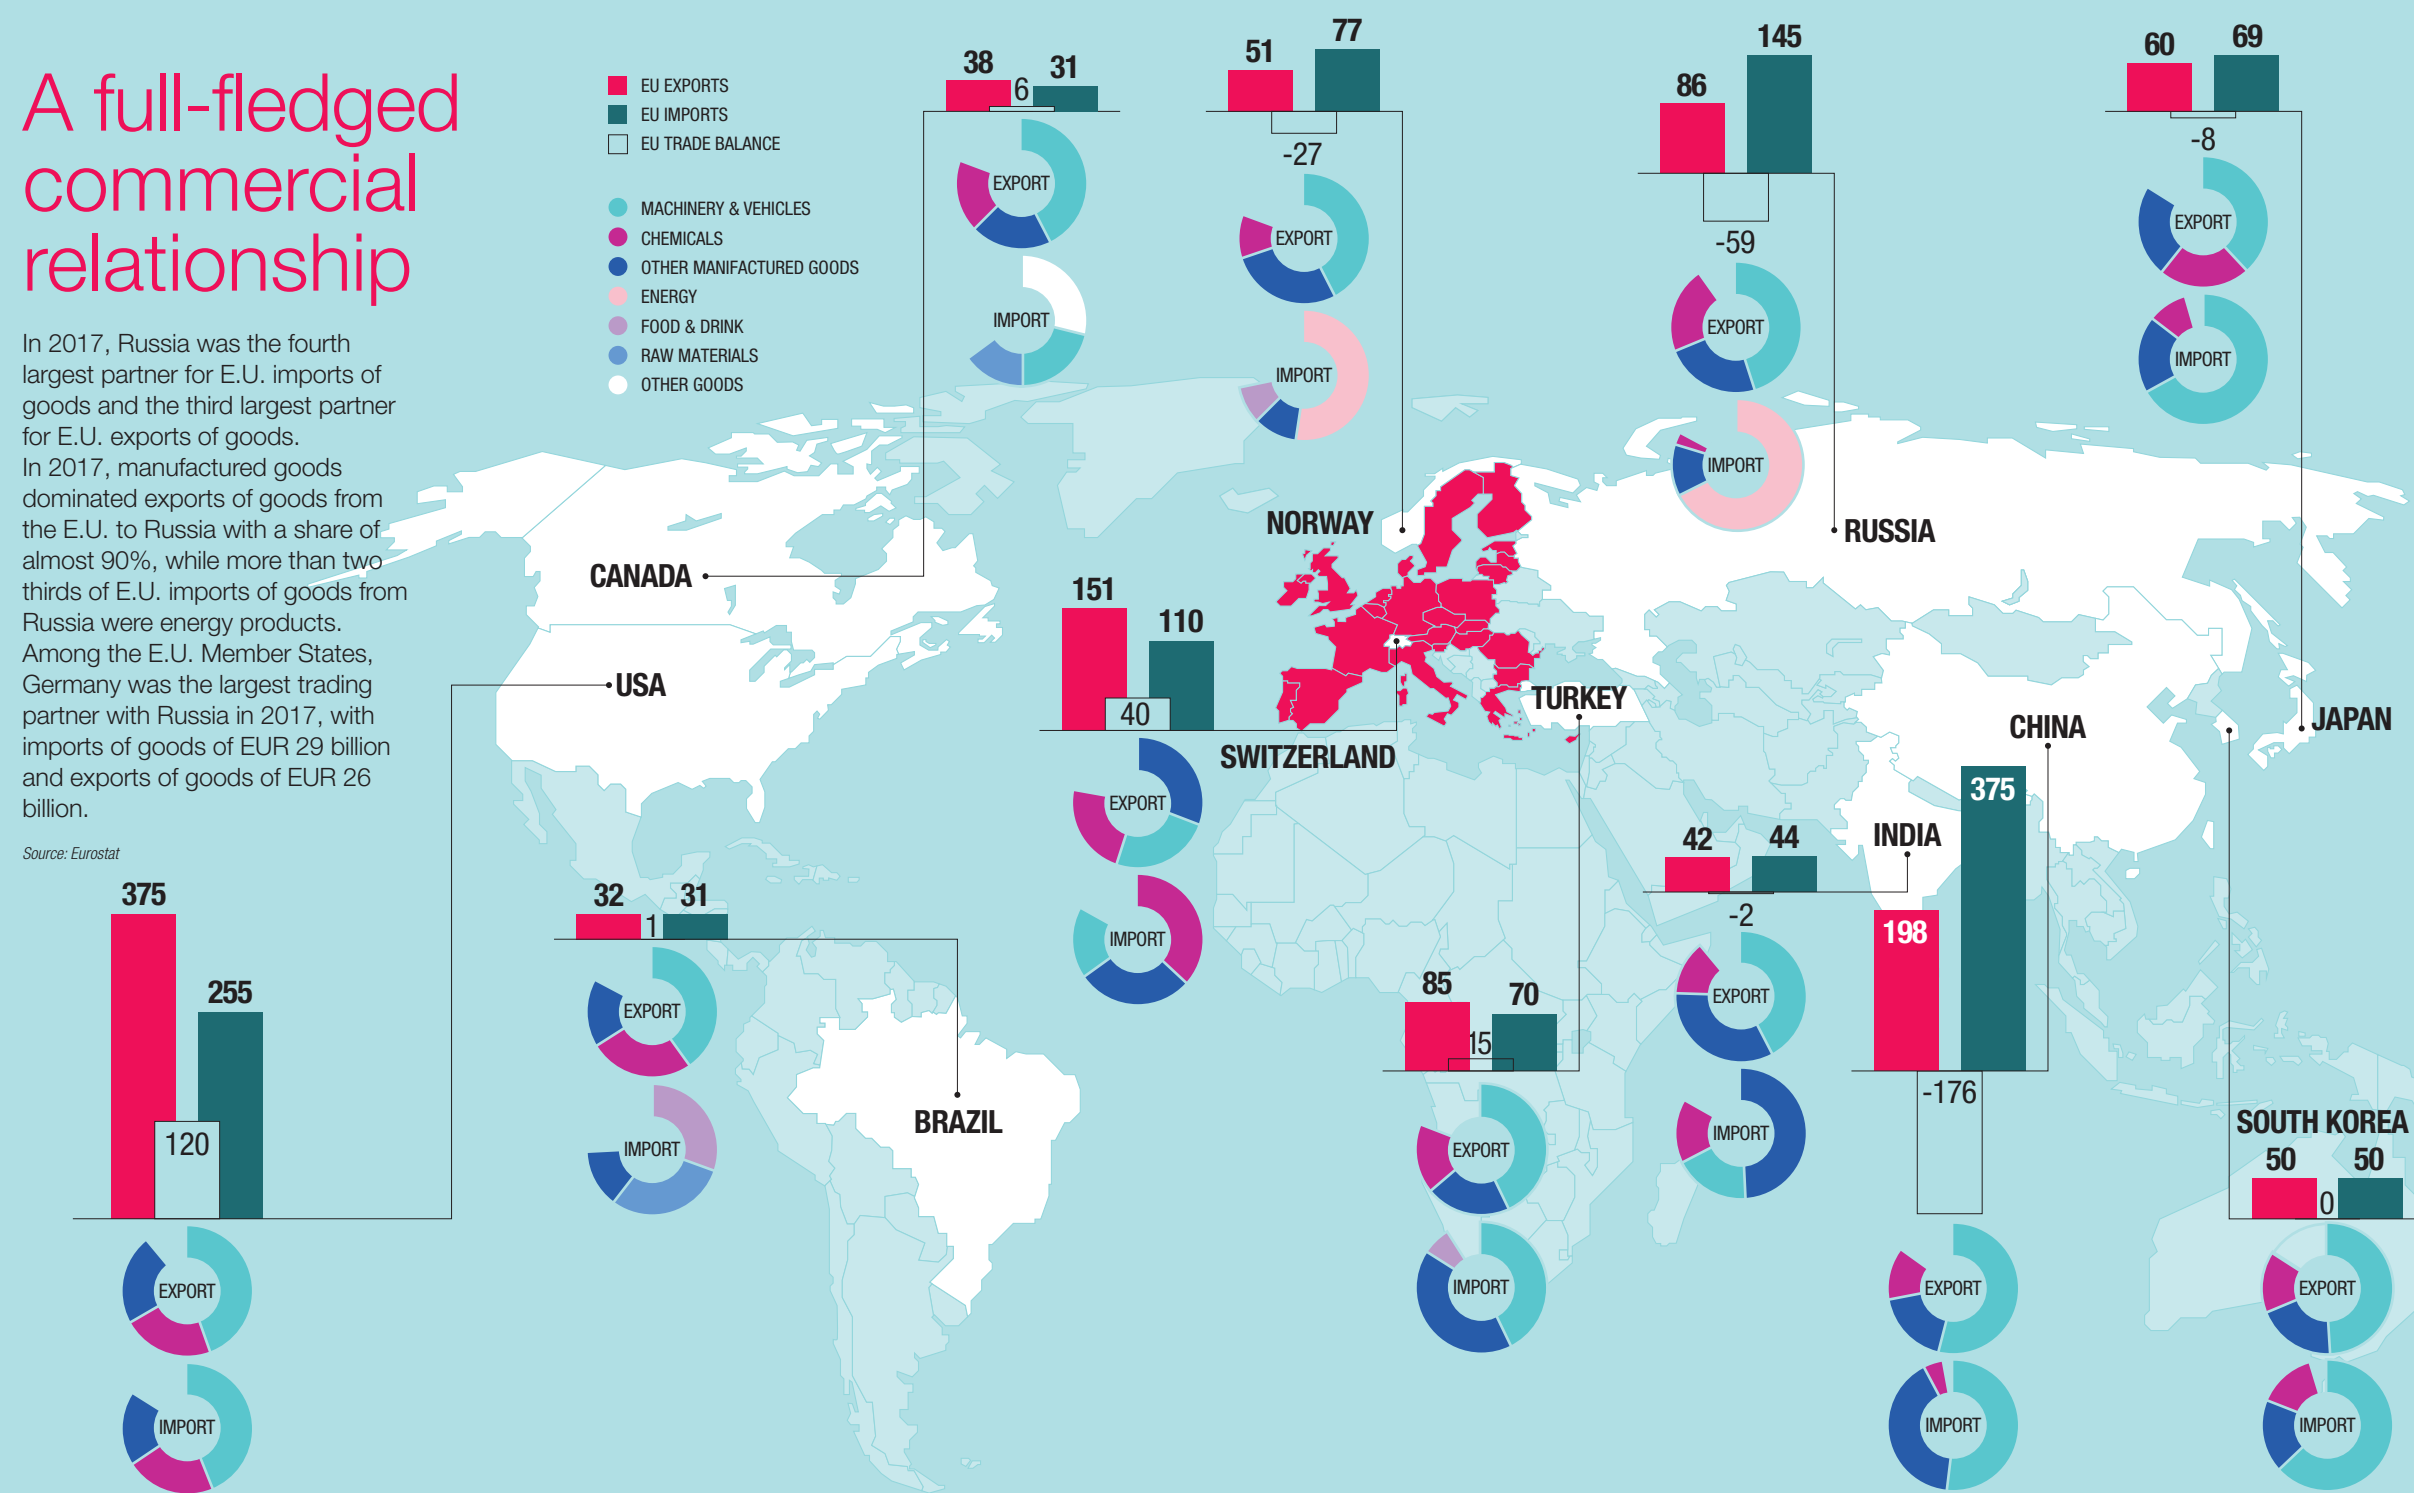 A full-fledged
commercial
relationship
In 2017, Russia was the fourth
largest partner for E.U. imports of
goods and the third largest partner
for E.U. exports of goods.
In 2017, manufactured goods
dominated exports of goods from
the E.U. to Russia with a share of
almost 90%, while more than two
thirds of E.U. imports of goods from
Russia were energy products.
Among the E.U. Member States,
Germany was the largest trading
partner with Russia in 2017, with
imports of goods of EUR 29 billion
and exports of goods of EUR 26
billion.
Source: Eurostat
EU EXPORTS
EU IMPORTS
EU TRADE BALANCE
MACHINERY & VEHICLES
CHEMICALS
OTHER MANIFACTURED GOODS
ENERGY
FOOD & DRINK
RAW MATERIALS
OTHER GOODS
38 6 31
EXPORT
IMPORT
CANADA
51 77
-27
EXPORT
IMPORT
NORWAY
86 145
-59
EXPORT
IMPORT
RUSSIA
60 69
-8
EXPORT
IMPORT
JAPAN
USA
375 255
120
EXPORT
IMPORT
32 1 31
EXPORT
IMPORT
BRAZIL
151 110
40
SWITZERLAND
EXPORT
IMPORT
TURKEY
85 70
15
EXPORT
IMPORT
INDIA
42 44
-2
EXPORT
IMPORT
CHINA
198 375
-176
EXPORT
IMPORT
SOUTH KOREA
50 0 50
EXPORT
IMPORT